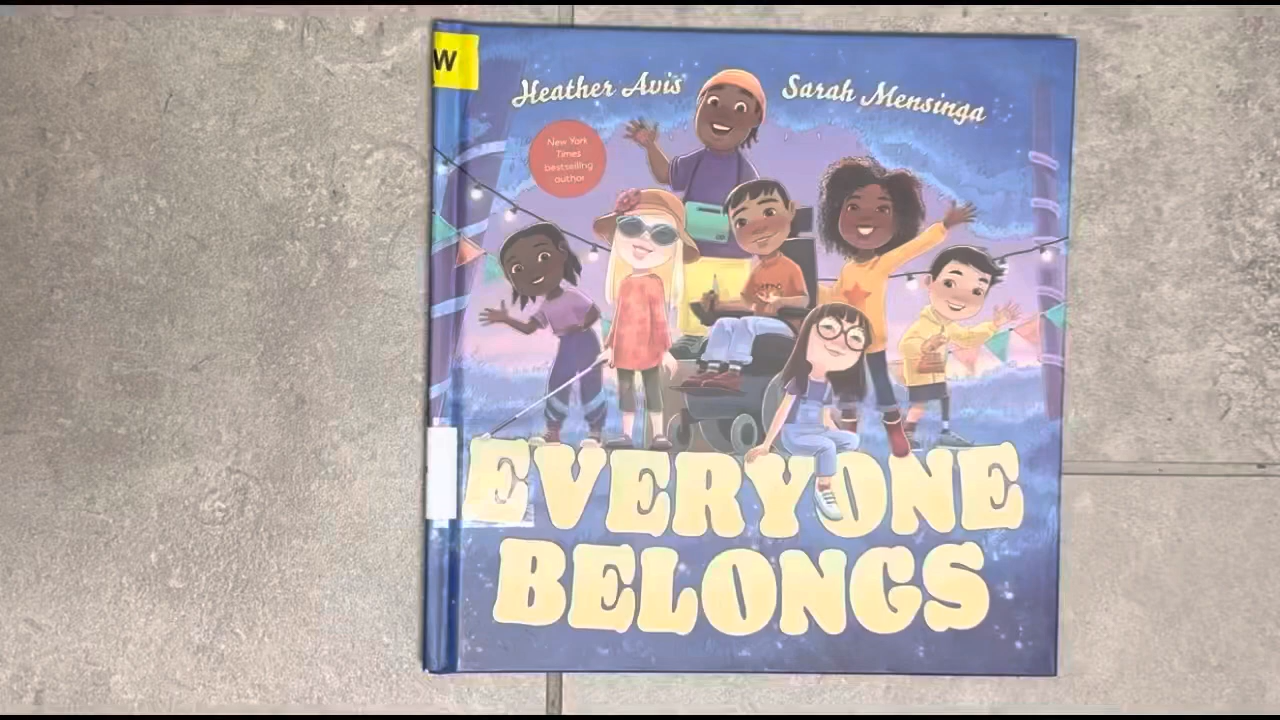 W
Heather Avis
Sarah Mensinga
New York
Times
bestselling
author
EVERYONE
BELONGS